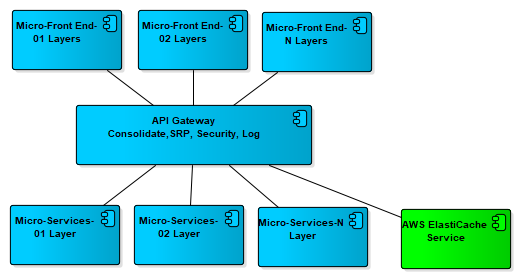 Micro-Front End-
01 Layers
Micro-Front End-
02 Layers
Micro-Front End-
N Layers
API Gateway
Consolidate,SRP, Security, Log
Micro-Services-
01 Layer
Micro-Services-
02 Layer
Micro-Services-N
Layer
AWS ElastiCache
Service